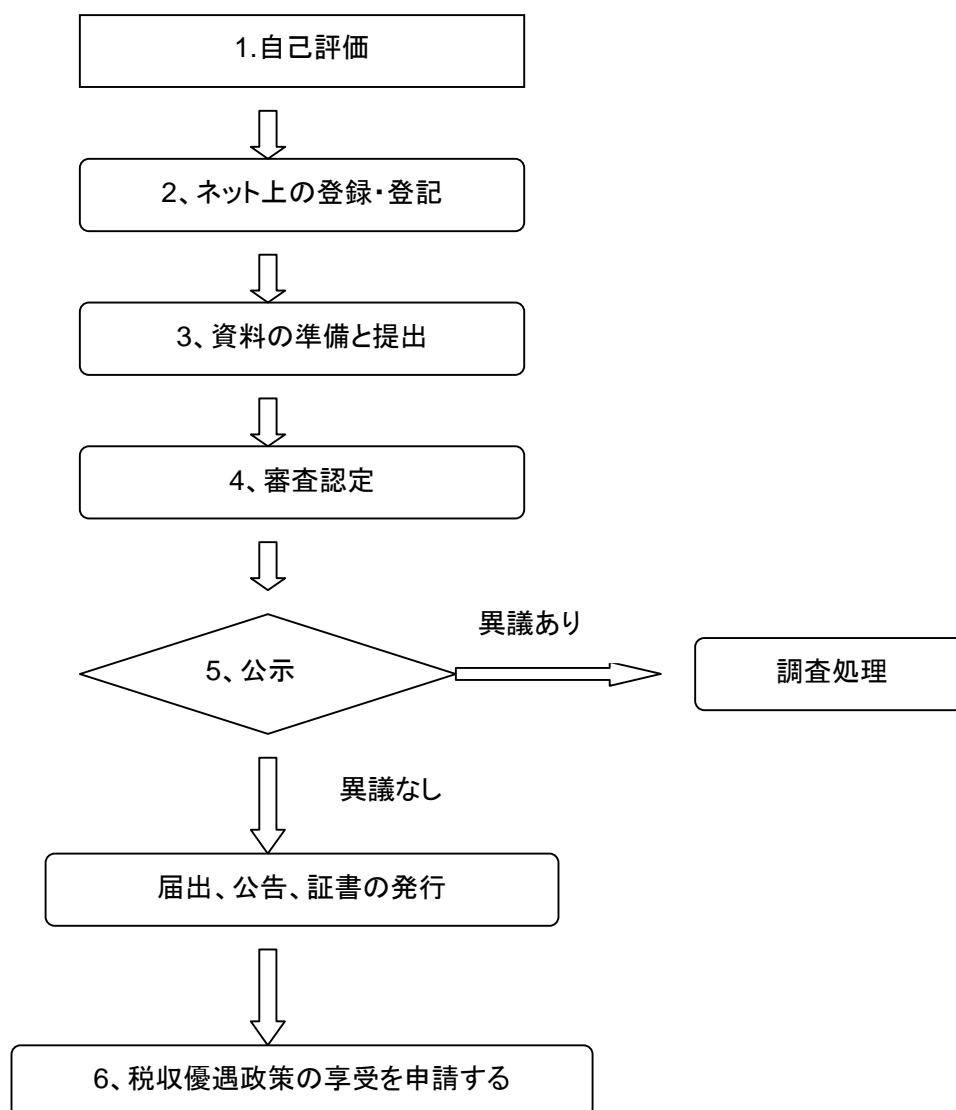 1.自己評価
2、ネット上の登録・登記
3、資料の準備と提出
4、審査認定
異議あり
5、公示
調査処理
異議なし
届出、公告、証書の発行
6、税収優遇政策の享受を申請する